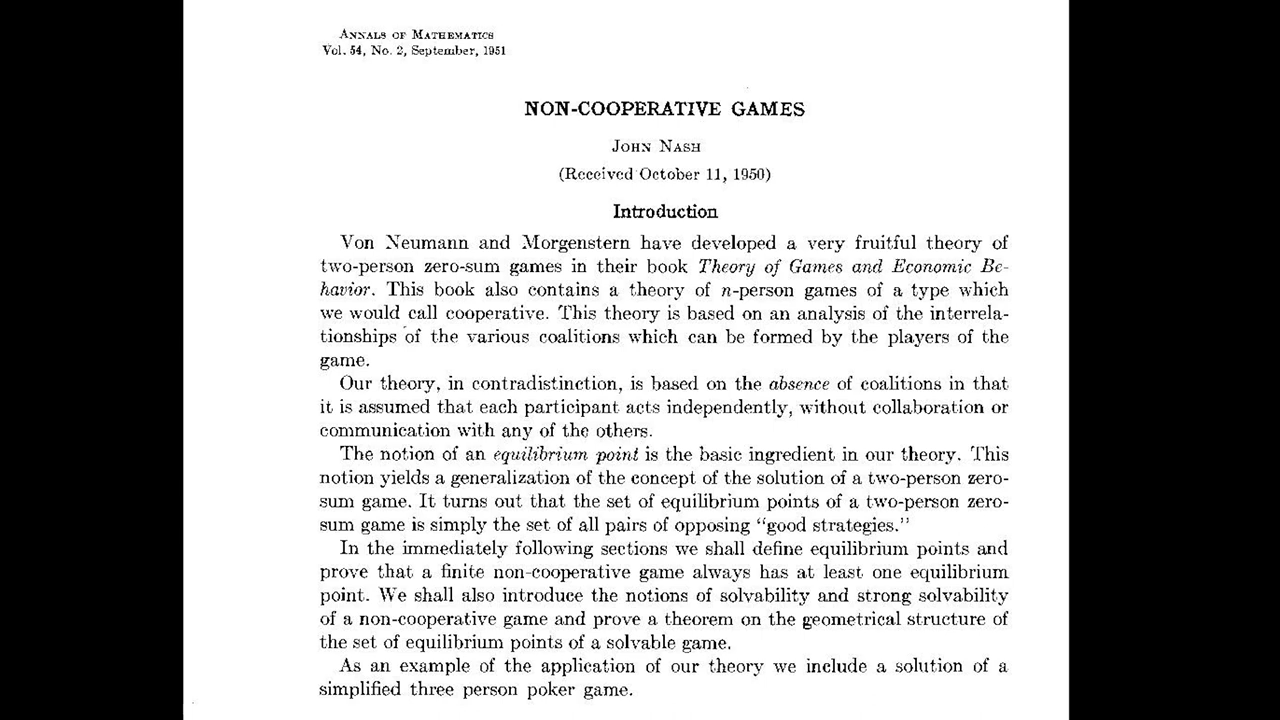 ANNALS OF MATHEMATICS
Vol. 54, No. 2, September, 1951
NON-COOPERATIVE GAMES
JOHN NASH
(Received October 11, 1950)
Introduction
Von Neumann and Morgenstern have developed a very fruitful theory of
two-person zero-sum games in their book Theory of Games and Economic Be-
havior. This book also contains a theory of n-person games of a type which
we would call cooperative. This theory is based on an analysis of the interrela-
tionships of the various coalitions which can be formed by the players of the
game.
Our theory, in contradistinction, is based on the absence of coalitions in that
it is assumed that each participant acts independently, without collaboration or
communication with any of the others.
The notion of an equilibrium point is the basic ingredient in our theory. This
notion yields a generalization of the concept of the solution of a two-person zero-
sum game. It turns out that the set of equilibrium points of a two-person zero-
sum game is simply the set of all pairs of opposing “good strategies.”
In the immediately following sections we shall define equilibrium points and
prove that a finite non-cooperative game always has at least one equilibrium
point. We shall also introduce the notions of solvability and strong solvability
of a non-cooperative game and prove a theorem on the geometrical structure of
the set of equilibrium points of a solvable game.
As an example of the application of our theory we include a solution of a
simplified three person poker game.